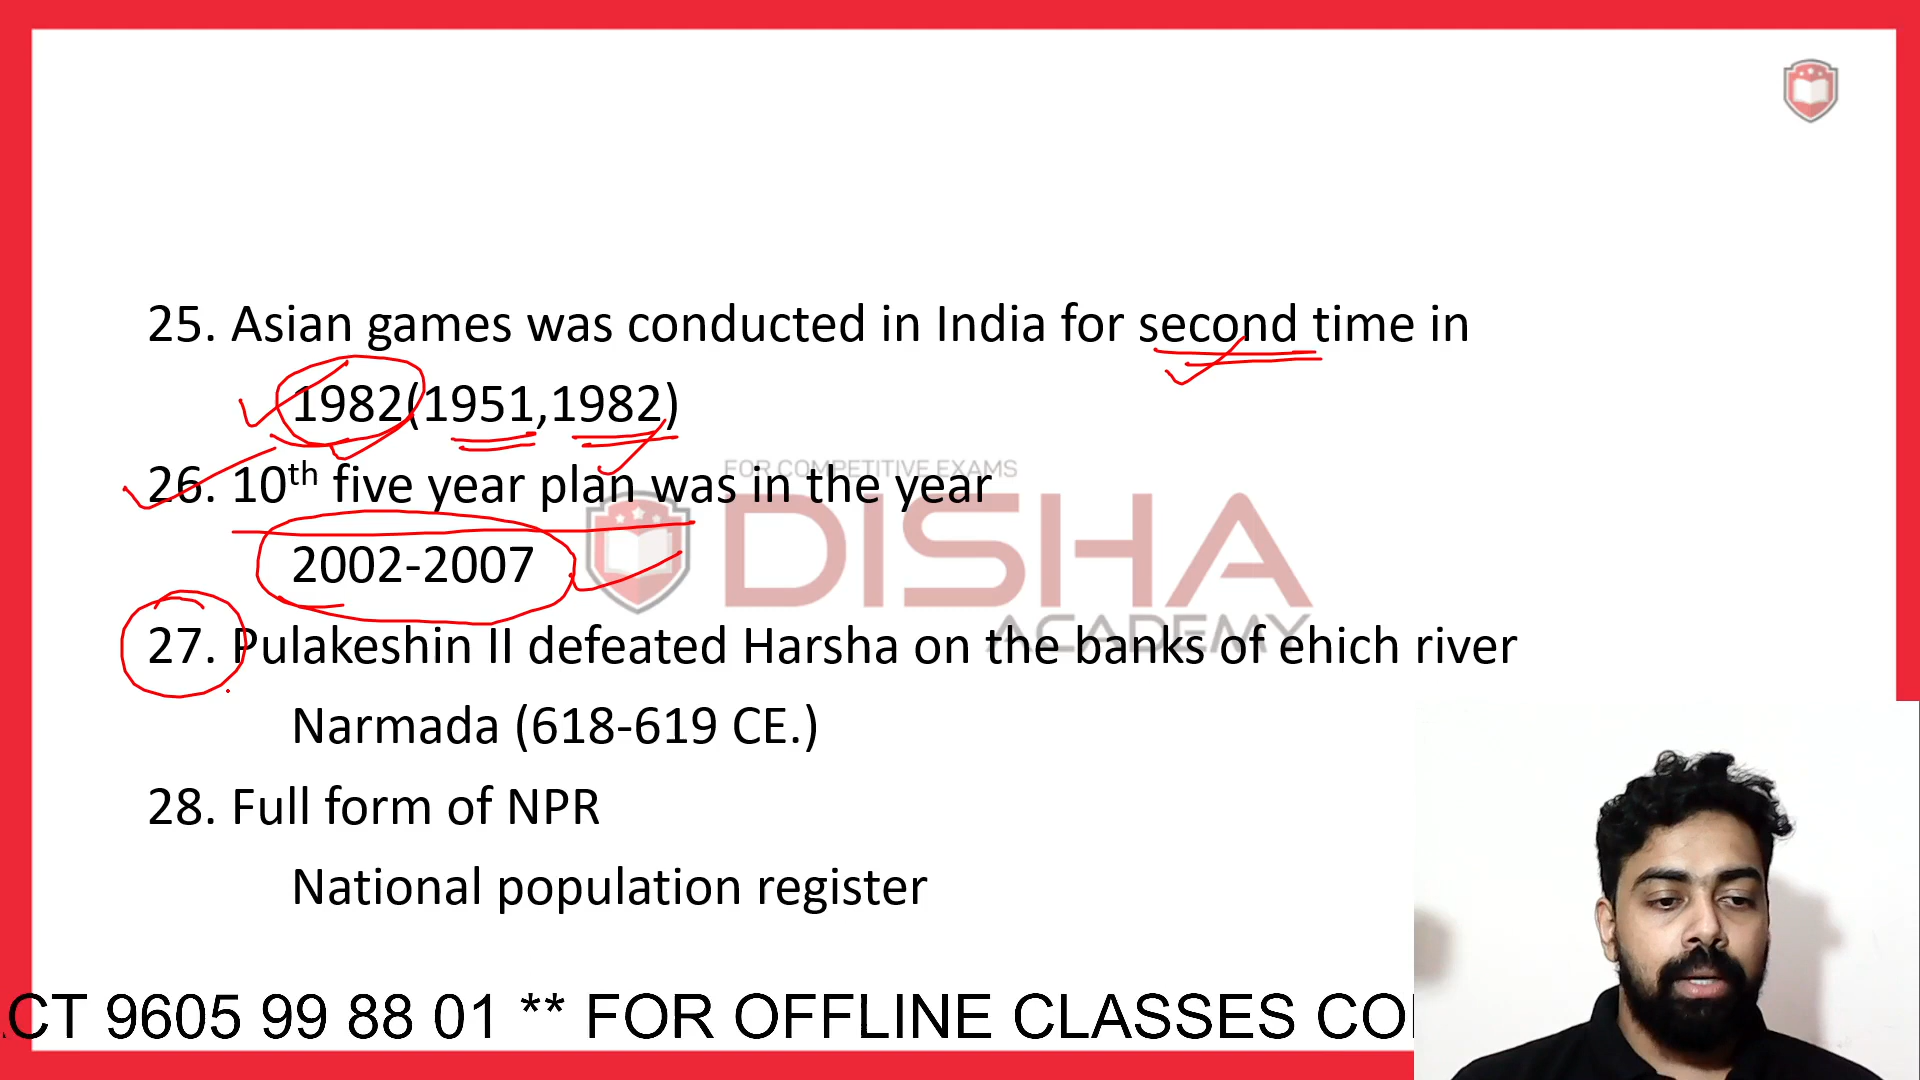 25. Asian games was conducted in India for second time in
1982(1951,1982)
26. 10th five year plan was in the year
2002-2007
27. Pulakeshin II defeated Harsha on the banks of ehich river
Narmada (618-619 CE.)
28. Full form of NPR
National population register
FOR COMPETITIVE EXAMS
DISHA
ACADEMY
CT 9605 99 88 01 ** FOR OFFLINE CLASSES CO